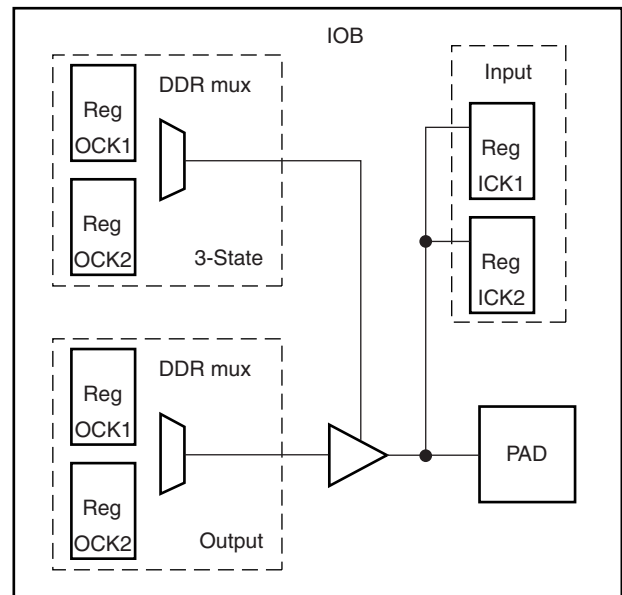 IOB
DDR mux
Reg
OCK1
Reg
OCK2
3-State
Input
Reg
ICK1
Reg
ICK2
DDR mux
Reg
OCK1
Reg
OCK2
Output
PAD